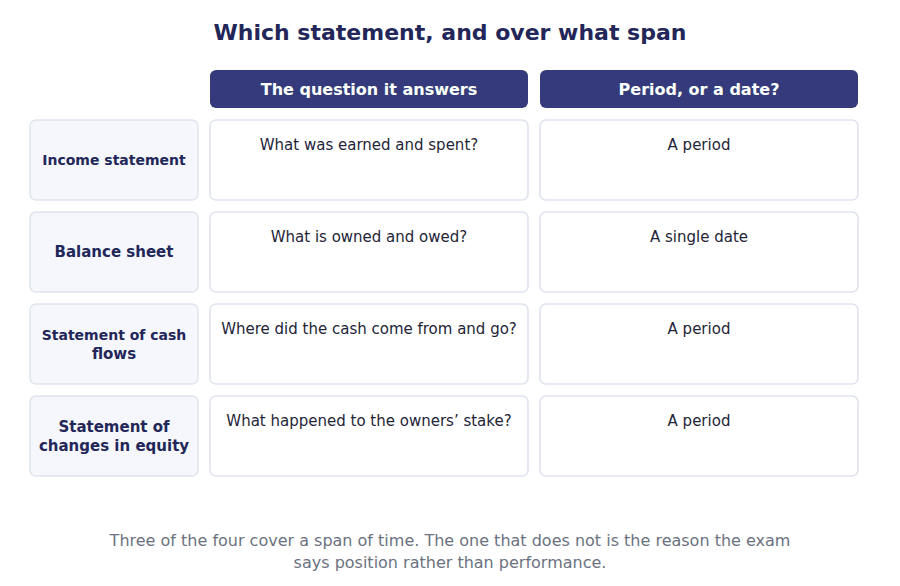 Which statement, and over what span
The question it answers
Period, or a date?
Income statement
What was earned and spent?
A period
Balance sheet
What is owned and owed?
A single date
Statement of cash
flows
Where did the cash come from and go?
A period
Statement of
changes in equity
What happened to the owners’ stake?
A period
Three of the four cover a span of time. The one that does not is the reason the exam
says position rather than performance.